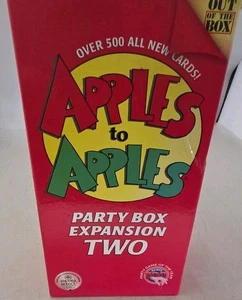 OUT
OF THE
BOX
OVER 500 ALL NEW CARDS!
APPLES
to
APPLES
PARTY BOX
EXPANSION
TWO